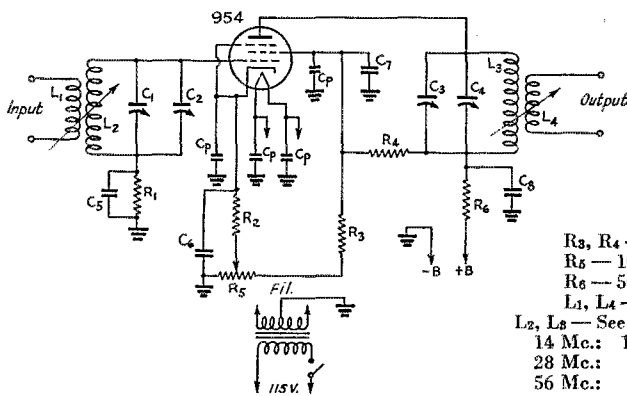 954
L₁
L₂
C₁
C₂
Cₚ
C₇
C₃
C₄
L₃
L₄
Input
Output
Cₚ
Cₚ
Cₚ
R₄
C₅
R₁
R₂
C₆
R₃
R₆
C₈
R₅
-B
+B
Fil.
115V.
R₃, R₄ -
R₅ — 1
R₆ — 5
L₁, L₄ -
L₂, L₃ — See
14 Mc.: 1
28 Mc.:
56 Mc.: